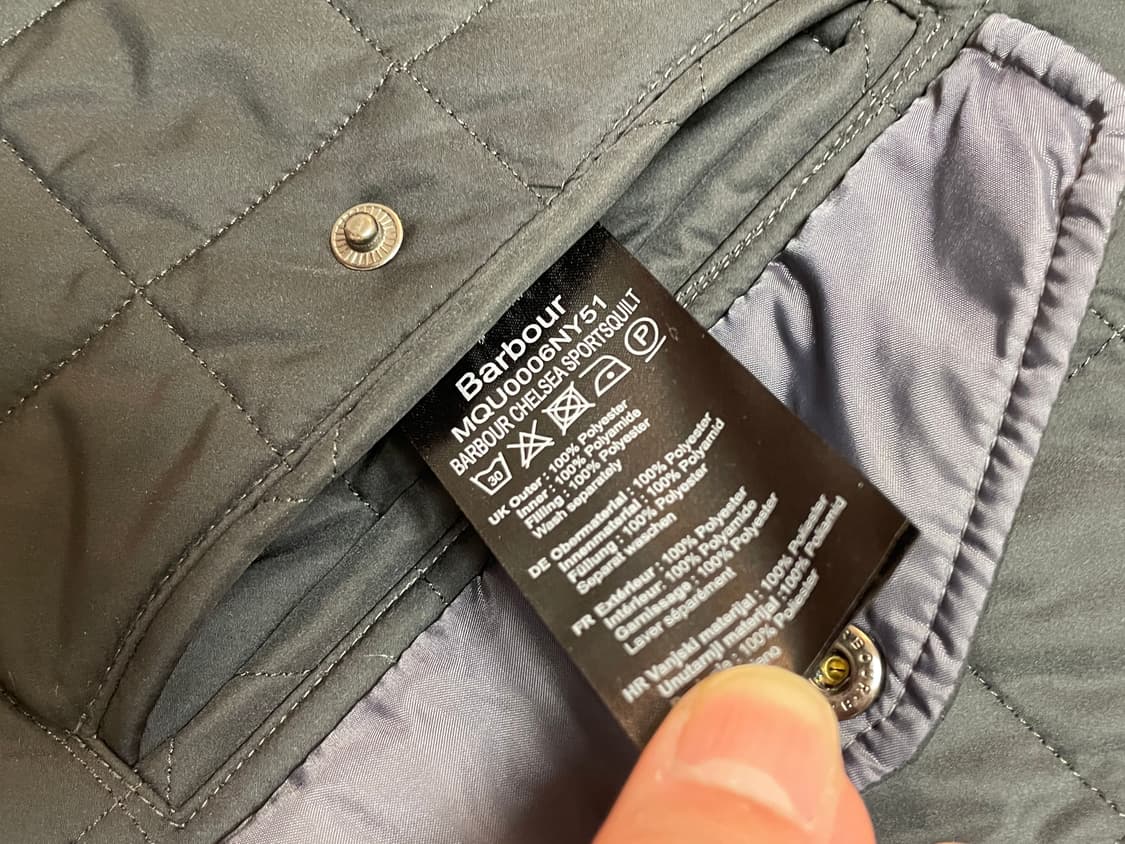 Barbour
MQU0006NY51
BARBOUR CHELSEA SPORTSQUILT
30 P
UK Outer : 100% Polyester
Inner : 100% Polyamide
Filling : 100% Polyester
Wash separately
DE Obermaterial : 100% Polyester
Innenmaterial : 100% Polyamid
Füllung : 100% Polyester
Separat waschen
FR Extérieur : 100% Polyester
Intérieur: 100% Polyamide
Garnissage : 100% Polyester
Laver séparément
HR Vanjski materijal : 100% Poliester
Unutarnji materijal :100% Poliamid
: 100% Poliester